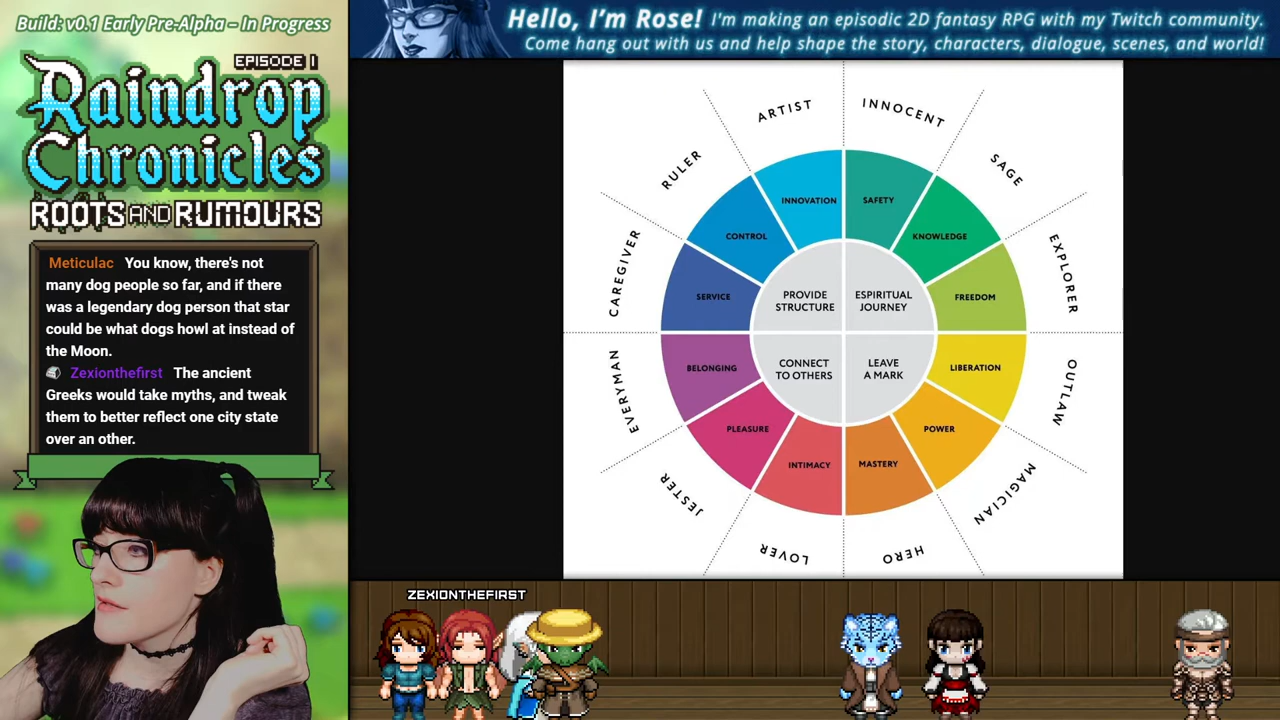 Build: v0.1 Early Pre-Alpha – In Progress
EPISODE I
Raindrop
Chronicles
ROOTS AND RUMOURS
Hello, I'm Rose! I'm making an episodic 2D fantasy RPG with my Twitch community.
Come hang out with us and help shape the story, characters, dialogue, scenes, and world!
Meticulac You know, there's not
many dog people so far, and if there
was a legendary dog person that star
could be what dogs howl at instead of
the Moon.
Zexionthefirst The ancient
Greeks would take myths, and tweak
them to better reflect one city state
over an other.
ARTIST
INNOCENT
RULER
SAGE
CAREGIVER
EXPLORER
EVERYMAN
OUTLAW
JESTER
MAGICIAN
LOVER
HERO
INNOVATION
SAFETY
CONTROL
KNOWLEDGE
SERVICE
FREEDOM
BELONGING
LIBERATION
PLEASURE
POWER
INTIMACY
MASTERY
PROVIDE
STRUCTURE
ESPIRITUAL
JOURNEY
CONNECT
TO OTHERS
LEAVE
A MARK
ZEXIONTHEFIRST